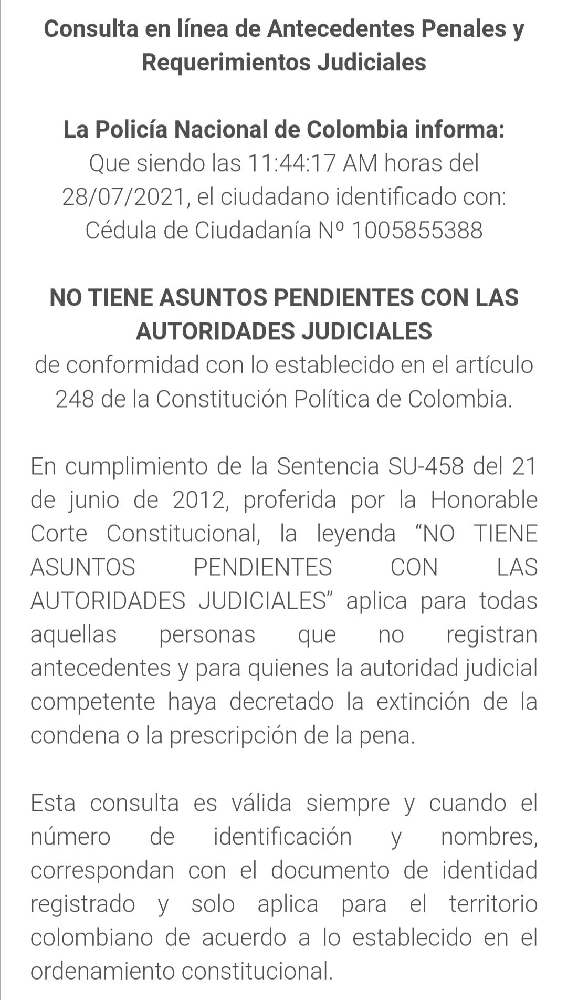 Consulta en línea de Antecedentes Penales y
Requerimientos Judiciales
La Policía Nacional de Colombia informa:
Que siendo las 11:44:17 AM horas del
28/07/2021, el ciudadano identificado con:
Cédula de Ciudadanía Nº 1005855388
NO TIENE ASUNTOS PENDIENTES CON LAS
AUTORIDADES JUDICIALES
de conformidad con lo establecido en el artículo
248 de la Constitución Política de Colombia.
En cumplimiento de la Sentencia SU-458 del 21
de junio de 2012, proferida por la Honorable
Corte Constitucional, la leyenda “NO TIENE
ASUNTOS PENDIENTES CON LAS
AUTORIDADES JUDICIALES” aplica para todas
aquellas personas que no registran
antecedentes y para quienes la autoridad judicial
competente haya decretado la extinción de la
condena o la prescripción de la pena.
Esta consulta es válida siempre y cuando el
número de identificación y nombres,
correspondan con el documento de identidad
registrado y solo aplica para el territorio
colombiano de acuerdo a lo establecido en el
ordenamiento constitucional.